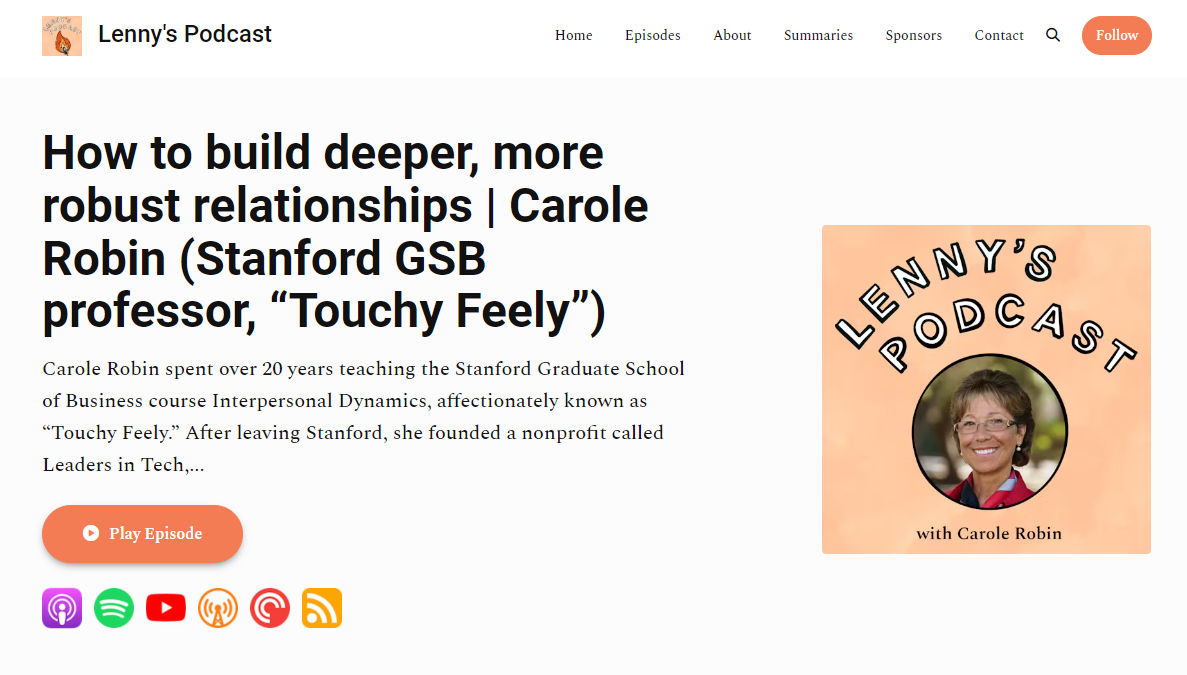 Lenny's Podcast
Home Episodes About Summaries Sponsors Contact Follow
How to build deeper, more
robust relationships | Carole
Robin (Stanford GSB
professor, “Touchy Feely”)
Carole Robin spent over 20 years teaching the Stanford Graduate School
of Business course Interpersonal Dynamics, affectionately known as
“Touchy Feely.” After leaving Stanford, she founded a nonprofit called
Leaders in Tech,...
Play Episode
LENNY’S
PODCAST
with Carole Robin